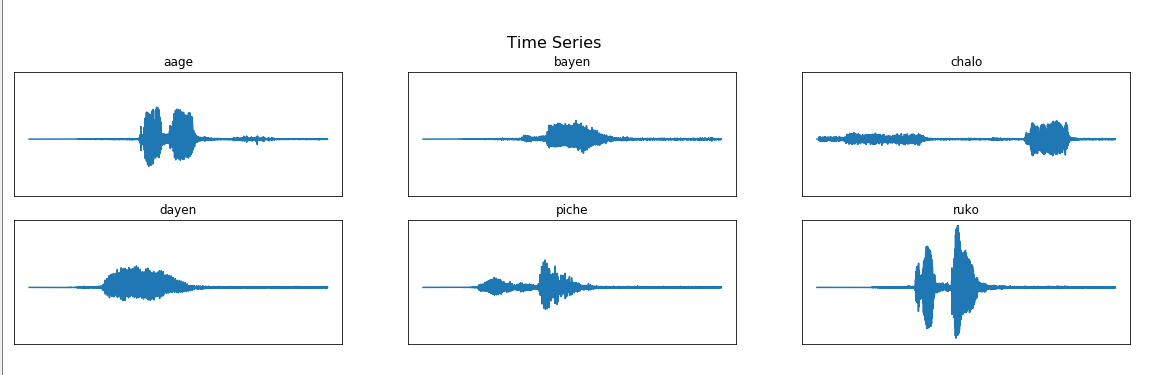 Time Series
aage
bayen
chalo
dayen
piche
ruko